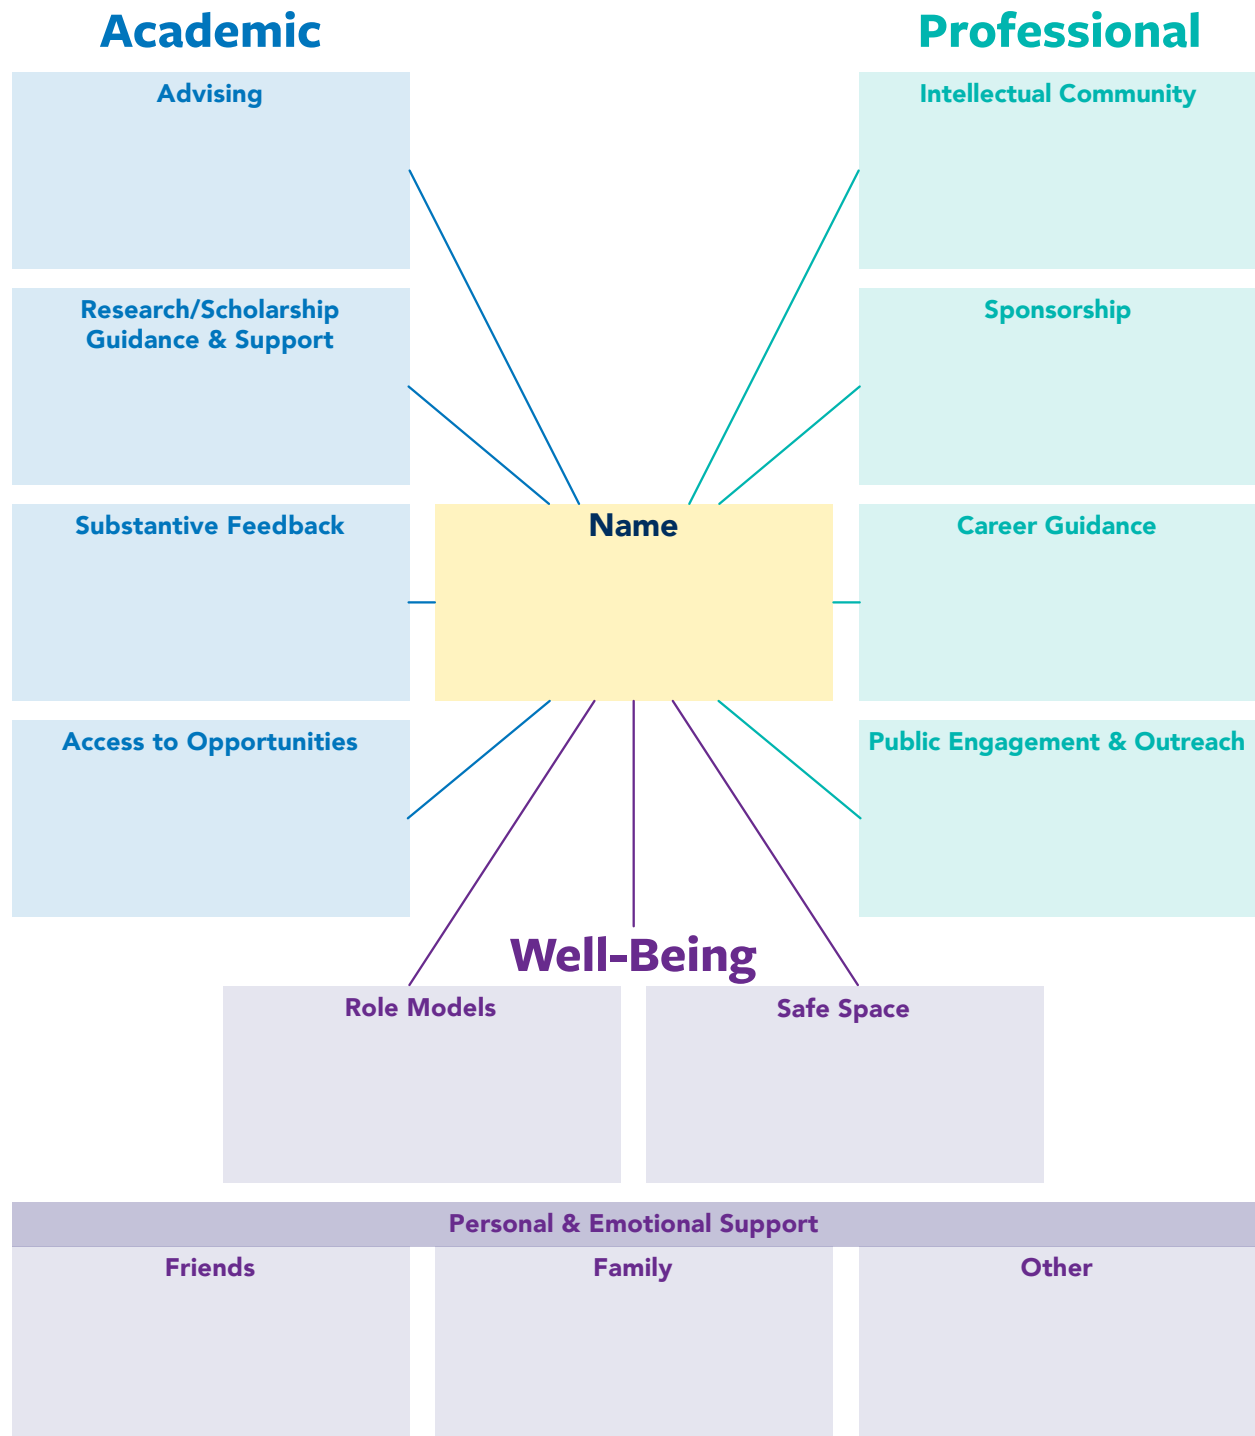 Academic
Professional
Advising
Intellectual Community
Research/Scholarship
Guidance & Support
Sponsorship
Substantive Feedback
Name
Career Guidance
Access to Opportunities
Public Engagement & Outreach
Well-Being
Role Models
Safe Space
Personal & Emotional Support
Friends
Family
Other